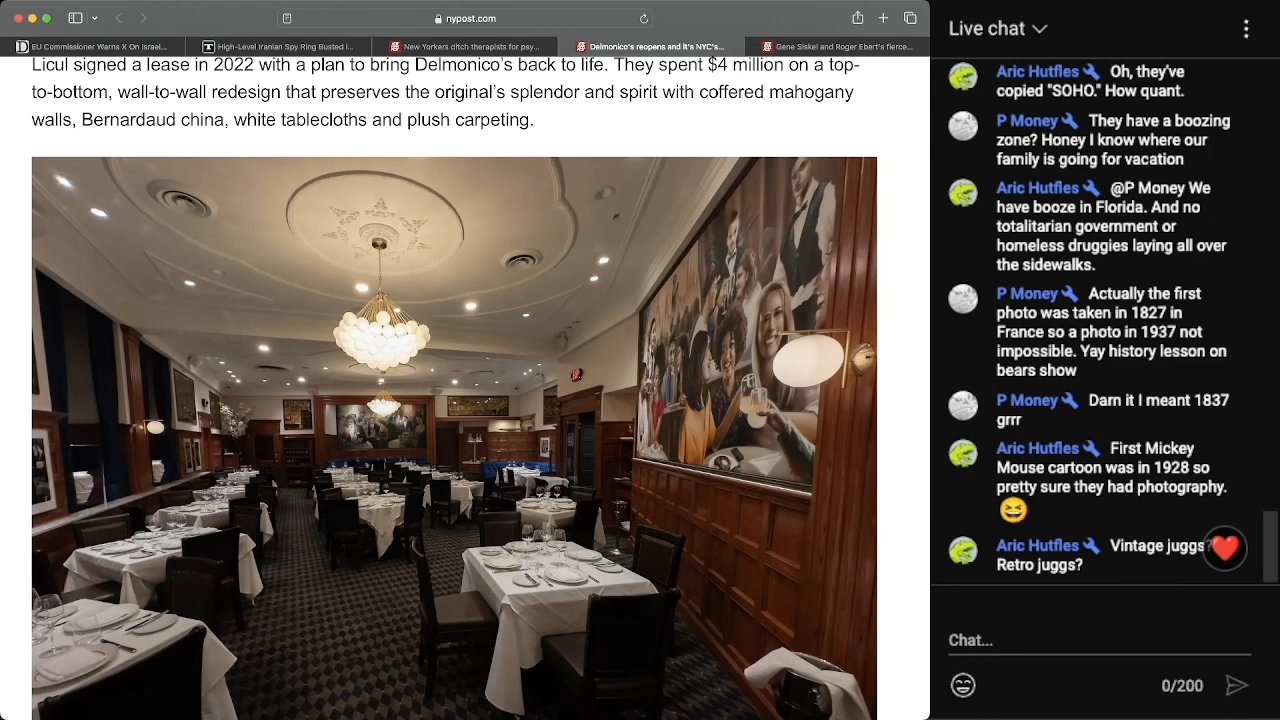 nypost.com
EU Commissioner Warns X On Israel...
High-Level Iranian Spy Ring Busted i...
New Yorkers ditch therapists for psy...
Delmonico's reopens and it's NYC's...
Gene Siskel and Roger Ebert's fierce...
Licul signed a lease in 2022 with a plan to bring Delmonico's back to life. They spent $4 million on a top-
to-bottom, wall-to-wall redesign that preserves the original's splendor and spirit with coffered mahogany
walls, Bernardaud china, white tablecloths and plush carpeting.
Live chat
Aric Hutfles Oh, they've
copied "SOHO." How quant.
P Money They have a boozing
zone? Honey I know where our
family is going for vacation
Aric Hutfles @P Money We
have booze in Florida. And no
totalitarian government or
homeless druggies laying all over
the sidewalks.
P Money Actually the first
photo was taken in 1827 in
France so a photo in 1937 not
impossible. Yay history lesson on
bears show
P Money Darn it I meant 1837
grrr
Aric Hutfles First Mickey
Mouse cartoon was in 1928 so
pretty sure they had photography.
Aric Hutfles Vintage juggs?
Retro juggs?
Chat...
0/200